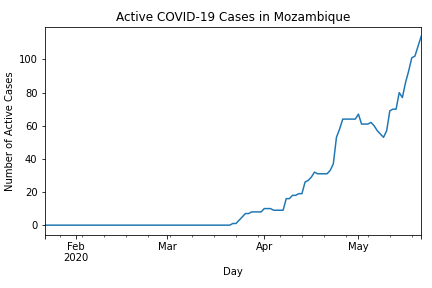 Active COVID-19 Cases in Mozambique
Number of Active Cases
100
80
60
40
20
0
Feb
2020
Mar
Apr
May
Day